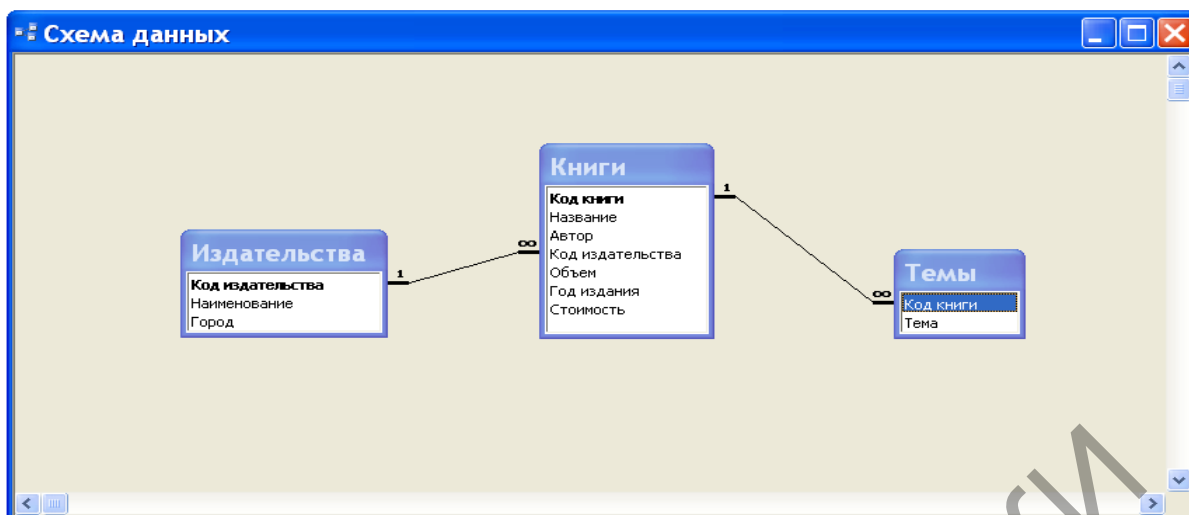 Схема данных
Издательства
Код издательства
Наименование
Город
1
∞
Книги
Код книги
Название
Автор
Код издательства
Объем
Год издания
Стоимость
1
∞
Темы
Код книги
Тема